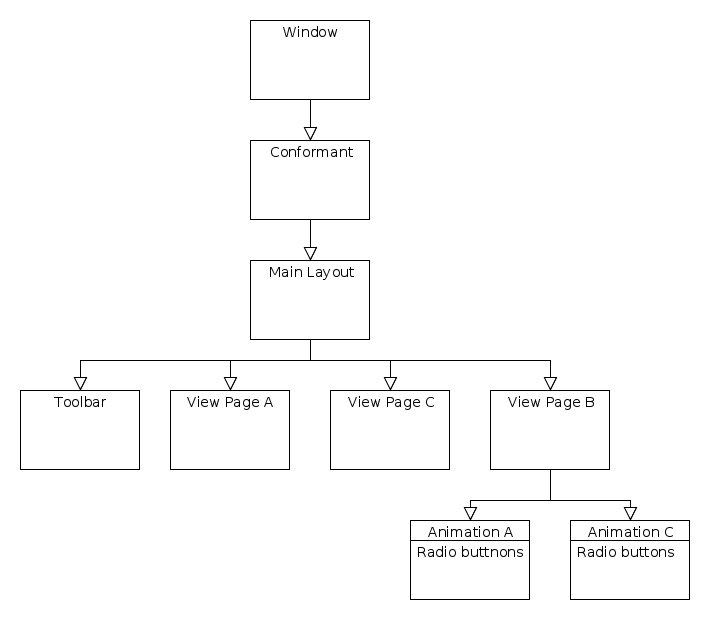 Window
Conformant
Main Layout
Toolbar
View Page A
View Page C
View Page B
Animation A
Radio buttnons
Animation C
Radio buttons